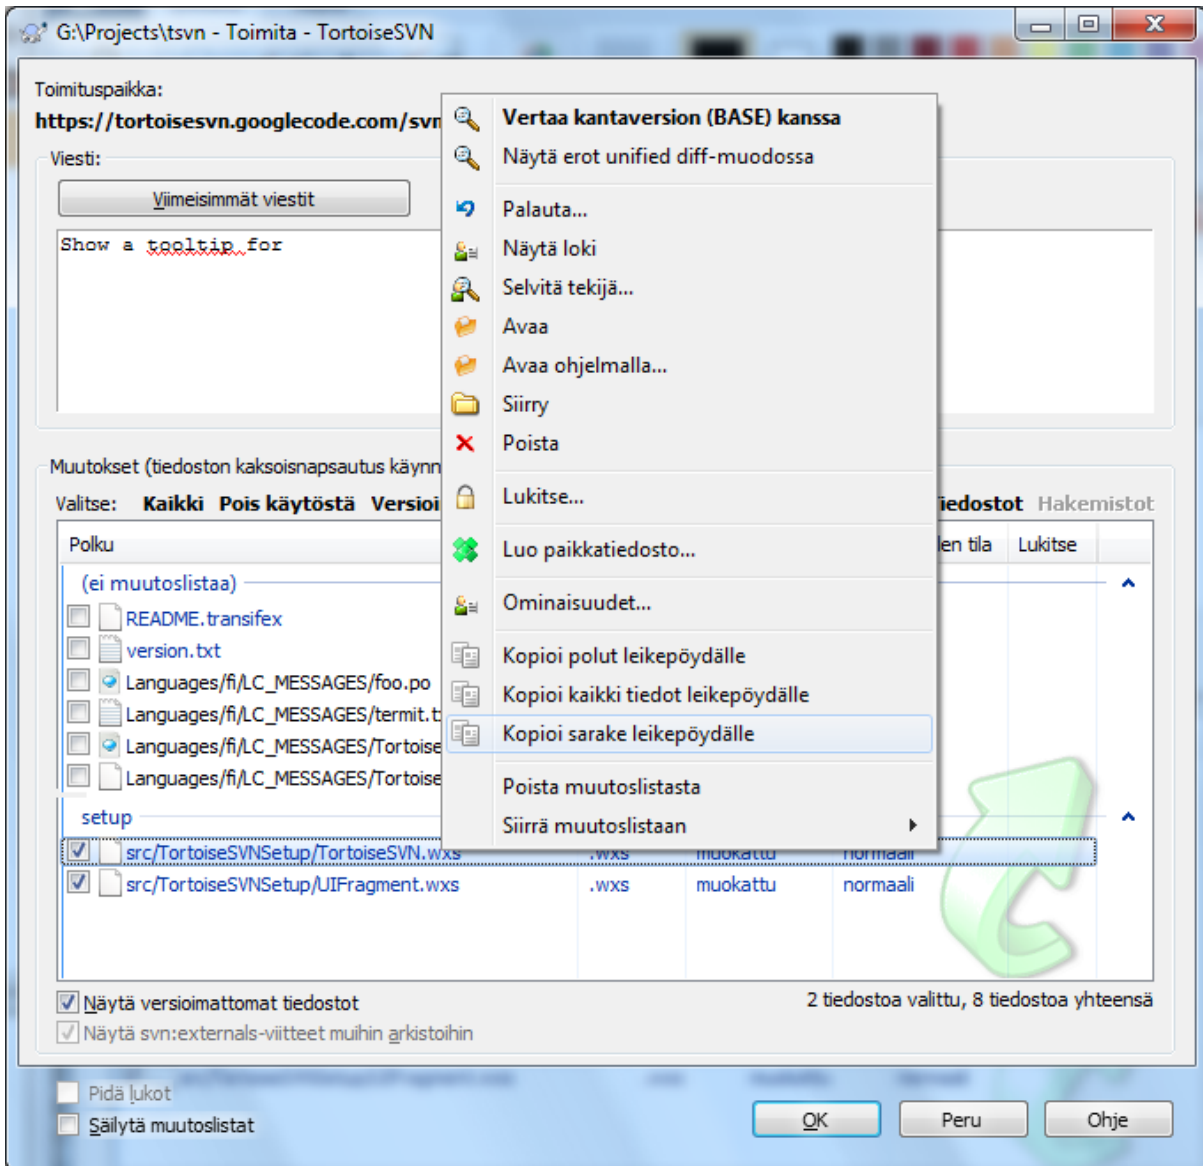 G:\Projects\tsvn - Toimita - TortoiseSVN
Toimituspaikka:
https://tortoisesvn.googlecode.com/svn
Viesti:
Viimeisimmät viestit
Show a tooltip for
Vertaa kantaversion (BASE) kanssa
Näytä erot unified diff-muodossa
Palauta...
Näytä loki
Selvitä tekijä...
Avaa
Avaa ohjelmalla...
Siirry
Poista
Lukitse...
Luo paikkatiedosto...
Ominaisuudet...
Kopioi polut leikepöydälle
Kopioi kaikki tiedot leikepöydälle
Kopioi sarake leikepöydälle
Poista muutoslistasta
Siirrä muutoslistaan
Muutokset (tiedoston kaksoisnapsautus käynn
Valitse: Kaikki Pois käytöstä Versioi iedostot Hakemistot
Polku len tila Lukitse
(ei muutoslistaa)
README.transifex
version.txt
Languages/fi/LC_MESSAGES/foo.po
Languages/fi/LC_MESSAGES/termit.t
Languages/fi/LC_MESSAGES/Tortoise
Languages/fi/LC_MESSAGES/Tortoise
setup
src/TortoiseSVNSetup/TortoiseSVN.wxs .wxs muokattu normaali
src/TortoiseSVNSetup/UIFragment.wxs .wxs muokattu normaali
Näytä versioimattomat tiedostot 2 tiedostoa valittu, 8 tiedostoa yhteensä
Näytä svn:externals-viitteet muihin arkistoihin
Pidä lukot
Säilytä muutoslistat
OK Peru Ohje